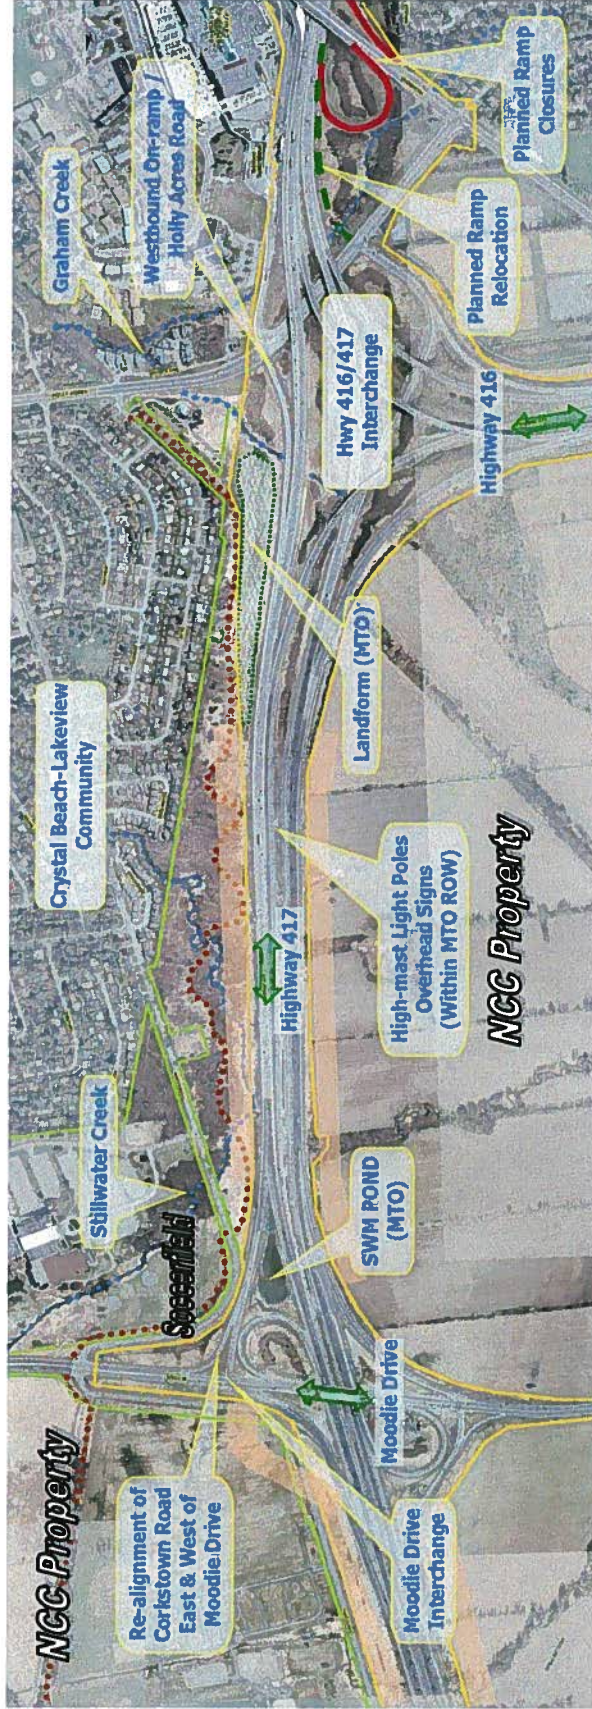 NCC Property
Re-alignment of
Corkstown Road
East & West of
Moodie Drive
Moodie Drive
Interchange
Moodie Drive
Soccerfield
Stillwater Creek
SWM POND
(MTO)
Crystal Beach-Lakeview
Community
Highway 417
High-mast Light Poles
Overhead Signs
(Within MTO ROW)
NCC Property
Landform (MTO)
Graham Creek
Westbound On-ramp /
Holly Acres Road
Hwy 416/417
Interchange
Highway 416
Planned Ramp
Relocation
Planned Ramp
Closures